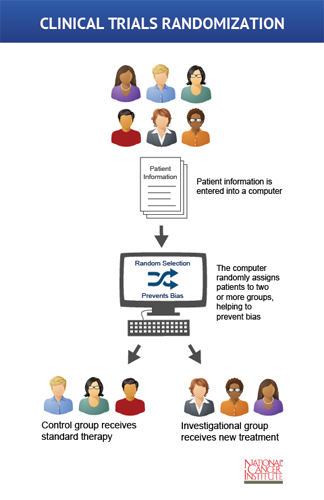 CLINICAL TRIALS RANDOMIZATION
Patient
Information
Patient information is
entered into a computer
Random Selection
Prevents Bias
The computer
randomly assigns
patients to two
or more groups,
helping to
prevent bias
Control group receives
standard therapy
Investigational group
receives new treatment
NATIONAL
CANCER
INSTITUTE